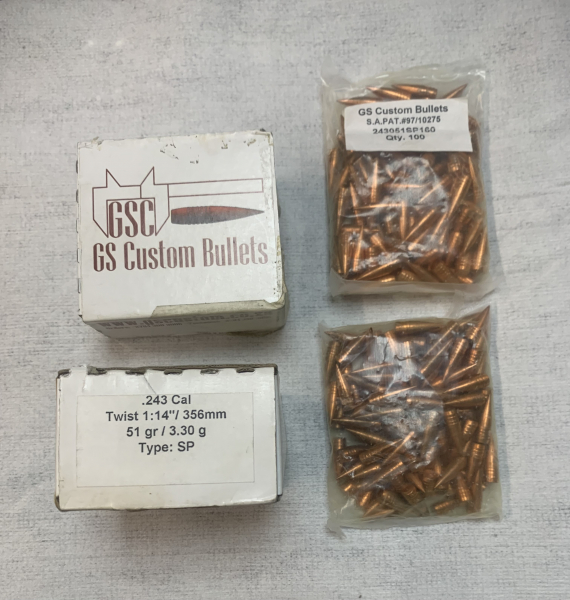 GSC
GS Custom Bullets
.243 Cal
Twist 1:14"/ 356mm
51 gr / 3.30 g
Type: SP
GS Custom Bullets
S.A.PAT.#97/10275
243051SP160
Qty. 100